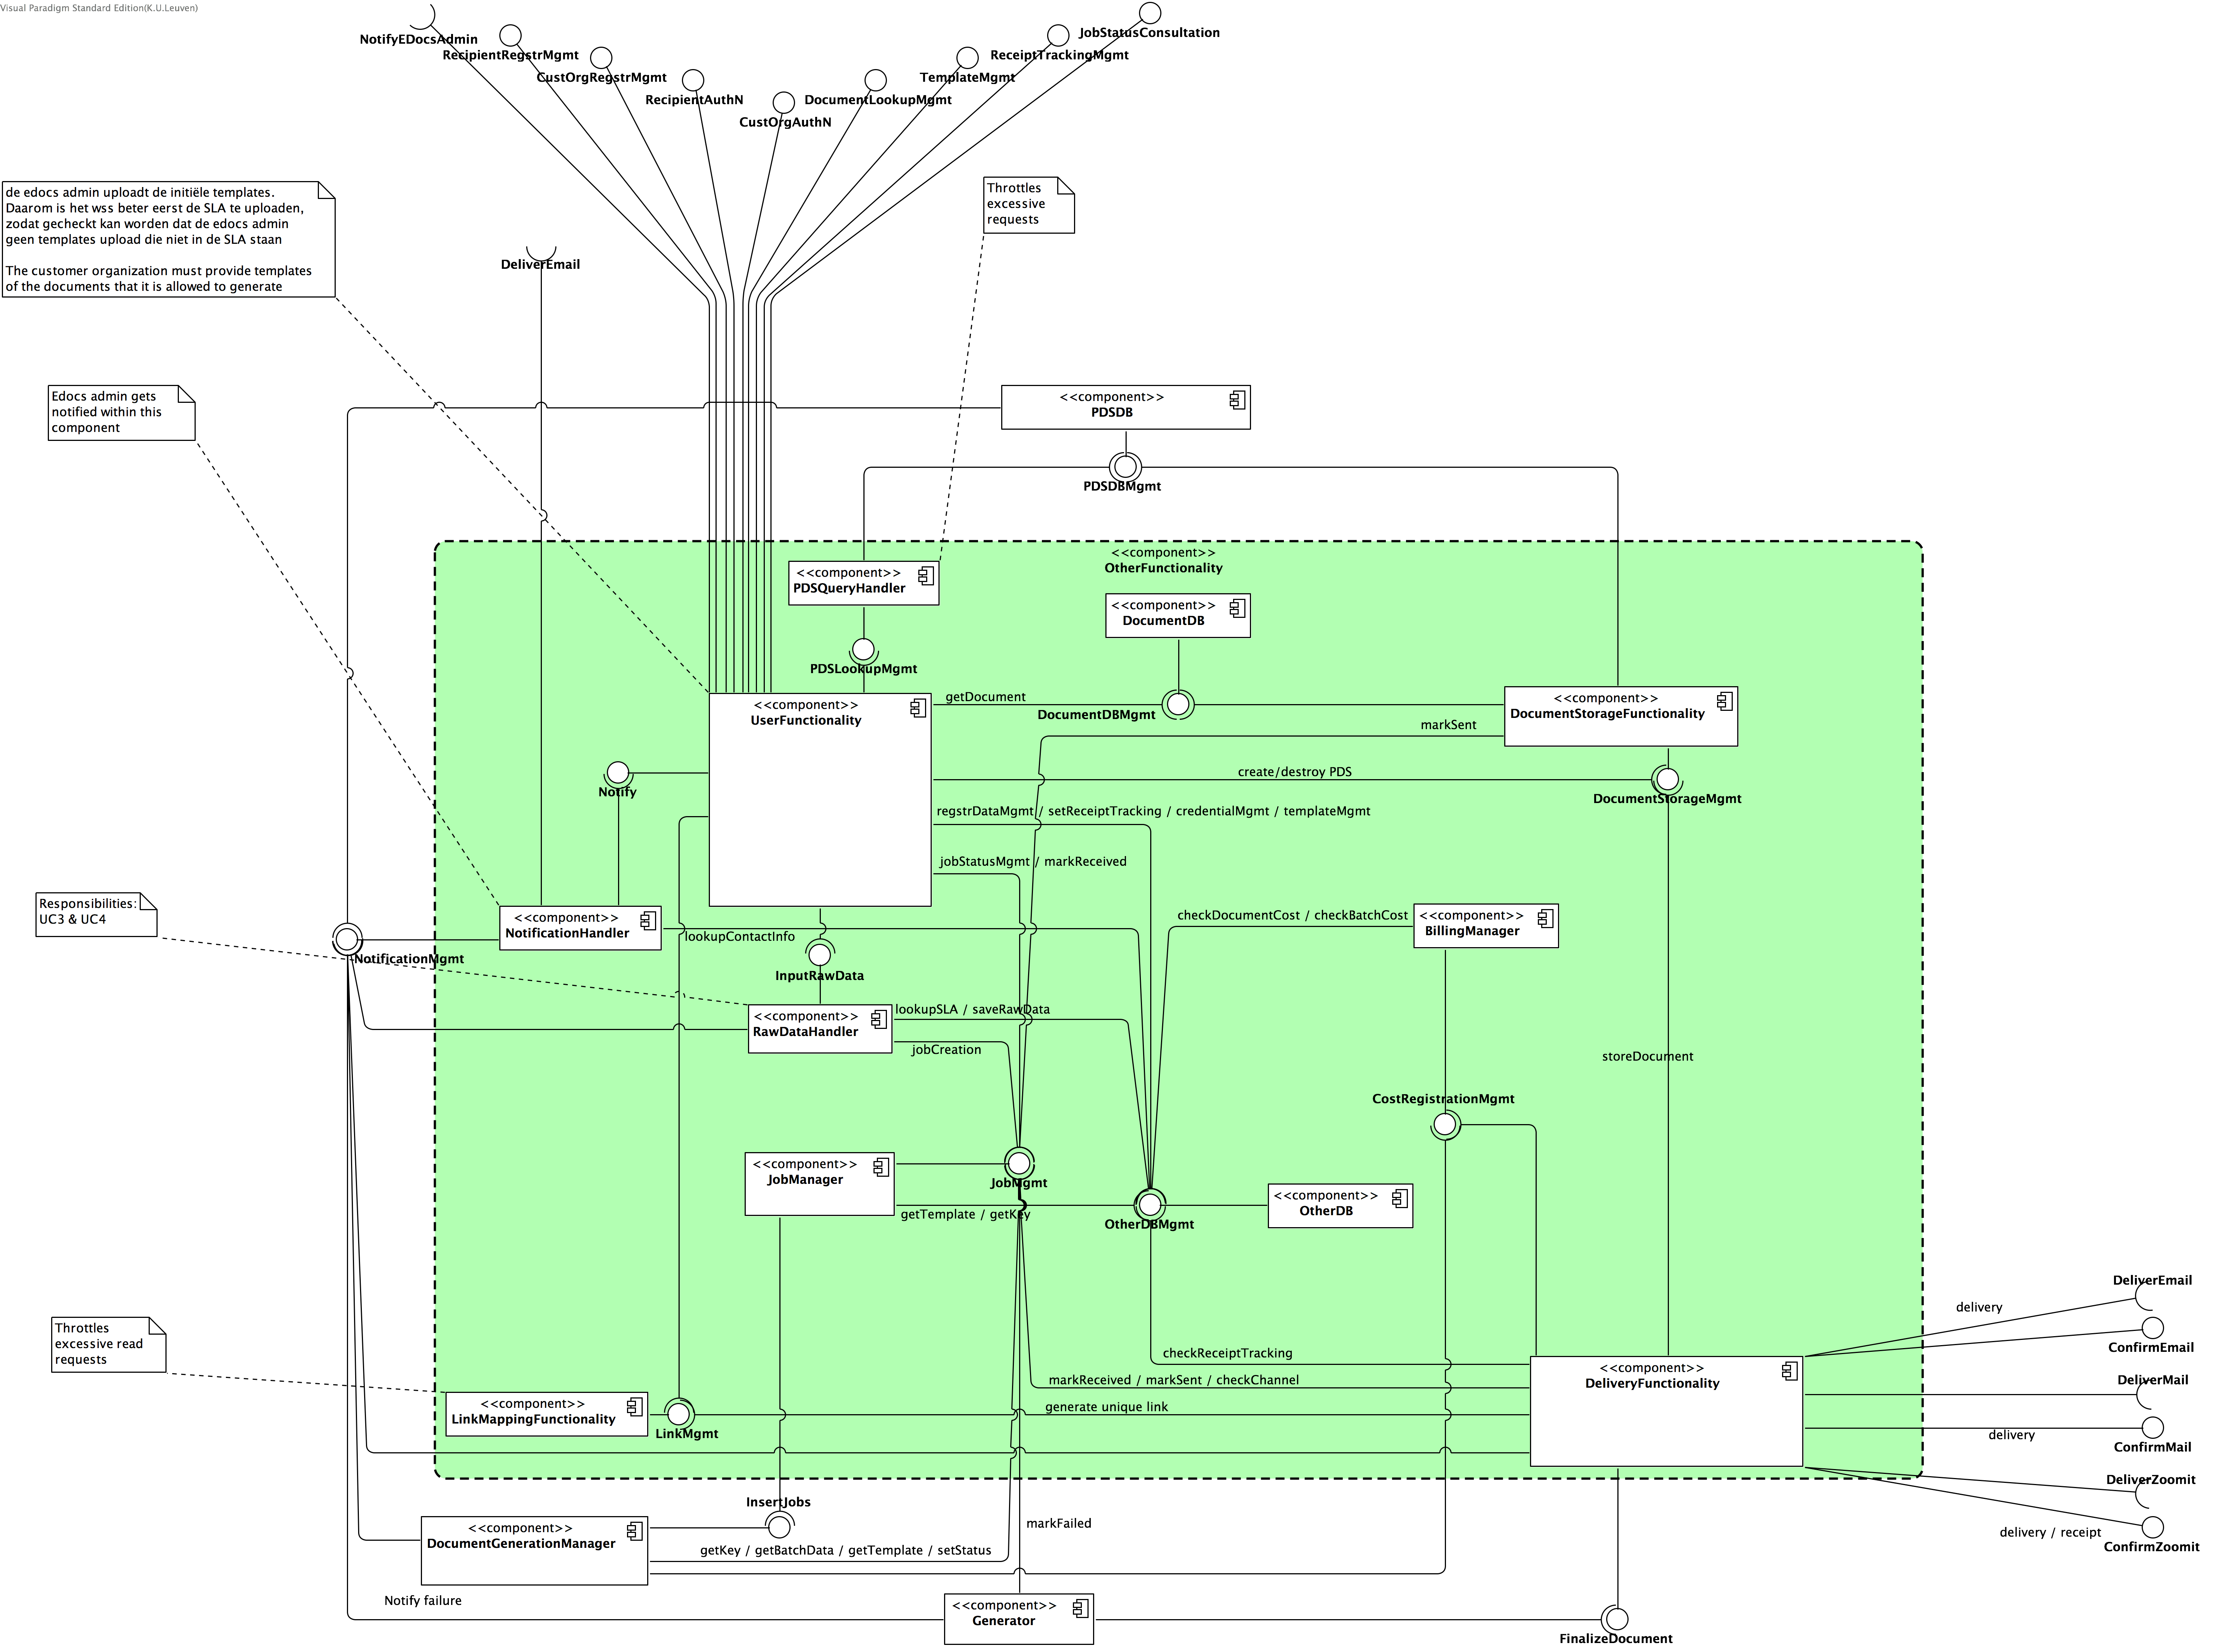 Visual Paradigm Standard Edition(K.U.Leuven)
NotifyEDocsAdmin
RecipientRegstrMgmt
CustOrgRegstrMgmt
RecipientAuthN
CustOrgAuthN
DocumentLookupMgmt
TemplateMgmt
ReceiptTrackingMgmt
JobStatusConsultation
de edocs admin uploadt de initiële templates.
Daarom is het wss beter eerst de SLA te uploaden,
zodat gecheckt kan worden dat de edocs admin
geen templates upload die niet in de SLA staan
The customer organization must provide templates
of the documents that it is allowed to generate
Throttles
excessive
requests
DeliverEmail
Edocs admin gets
notified within this
component
<<component>>
PDSDB
PDSDBMgmt
<<component>>
OtherFunctionality
<<component>>
PDSQueryHandler
<<component>>
DocumentDB
PDSLookupMgmt
<<component>>
UserFunctionality
getDocument
DocumentDBMgmt
<<component>>
DocumentStorageFunctionality
markSent
Notify
create/destroy PDS
DocumentStorageMgmt
regstrDataMgmt / setReceiptTracking / credentialMgmt / templateMgmt
jobStatusMgmt / markReceived
Responsibilities:
UC3 & UC4
<<component>>
NotificationHandler
lookupContactInfo
checkDocumentCost / checkBatchCost
<<component>>
BillingManager
NotificationMgmt
InputRawData
<<component>>
RawDataHandler
lookupSLA / saveRawData
jobCreation
storeDocument
CostRegistrationMgmt
<<component>>
JobManager
JobMgmt
getTemplate / getKey
OtherDBMgmt
<<component>>
OtherDB
Throttles
excessive read
requests
checkReceiptTracking
markReceived / markSent / checkChannel
generate unique link
<<component>>
DeliveryFunctionality
<<component>>
LinkMappingFunctionality
LinkMgmt
DeliverEmail
delivery
ConfirmEmail
DeliverMail
delivery
ConfirmMail
DeliverZoomit
delivery / receipt
ConfirmZoomit
InsertJobs
<<component>>
DocumentGenerationManager
getKey / getBatchData / getTemplate / setStatus
markFailed
Notify failure
<<component>>
Generator
FinalizeDocument